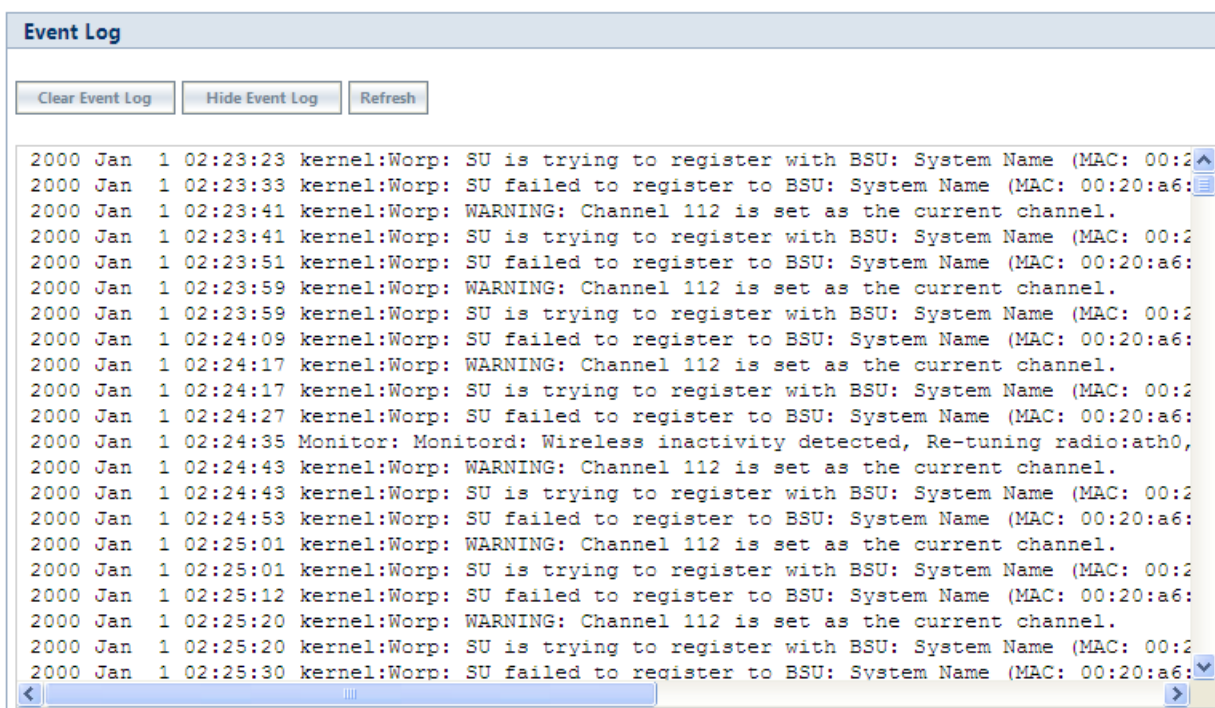 Event Log
Clear Event Log Hide Event Log Refresh
2000 Jan  1 02:23:23 kernel:Worp: SU is trying to register with BSU: System Name (MAC: 00:2
2000 Jan  1 02:23:33 kernel:Worp: SU failed to register to BSU: System Name (MAC: 00:20:a6:
2000 Jan  1 02:23:41 kernel:Worp: WARNING: Channel 112 is set as the current channel.
2000 Jan  1 02:23:41 kernel:Worp: SU is trying to register with BSU: System Name (MAC: 00:2
2000 Jan  1 02:23:51 kernel:Worp: SU failed to register to BSU: System Name (MAC: 00:20:a6:
2000 Jan  1 02:23:59 kernel:Worp: WARNING: Channel 112 is set as the current channel.
2000 Jan  1 02:23:59 kernel:Worp: SU is trying to register with BSU: System Name (MAC: 00:2
2000 Jan  1 02:24:09 kernel:Worp: SU failed to register to BSU: System Name (MAC: 00:20:a6:
2000 Jan  1 02:24:17 kernel:Worp: WARNING: Channel 112 is set as the current channel.
2000 Jan  1 02:24:17 kernel:Worp: SU is trying to register with BSU: System Name (MAC: 00:2
2000 Jan  1 02:24:27 kernel:Worp: SU failed to register to BSU: System Name (MAC: 00:20:a6:
2000 Jan  1 02:24:35 Monitor: Monitord: Wireless inactivity detected, Re-tuning radio:ath0,
2000 Jan  1 02:24:43 kernel:Worp: WARNING: Channel 112 is set as the current channel.
2000 Jan  1 02:24:43 kernel:Worp: SU is trying to register with BSU: System Name (MAC: 00:2
2000 Jan  1 02:24:53 kernel:Worp: SU failed to register to BSU: System Name (MAC: 00:20:a6:
2000 Jan  1 02:25:01 kernel:Worp: WARNING: Channel 112 is set as the current channel.
2000 Jan  1 02:25:01 kernel:Worp: SU is trying to register with BSU: System Name (MAC: 00:2
2000 Jan  1 02:25:12 kernel:Worp: SU failed to register to BSU: System Name (MAC: 00:20:a6:
2000 Jan  1 02:25:20 kernel:Worp: WARNING: Channel 112 is set as the current channel.
2000 Jan  1 02:25:20 kernel:Worp: SU is trying to register with BSU: System Name (MAC: 00:2
2000 Jan  1 02:25:30 kernel:Worp: SU failed to register to BSU: System Name (MAC: 00:20:a6: